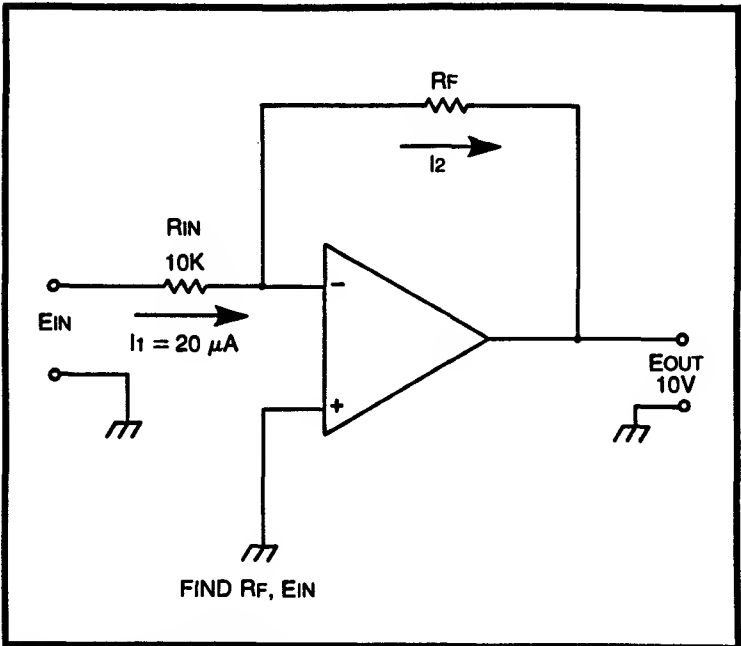 RF
I2
RIN
10K
−
EIN
I1 = 20 μA
+
EOUT
10V
FIND RF, EIN